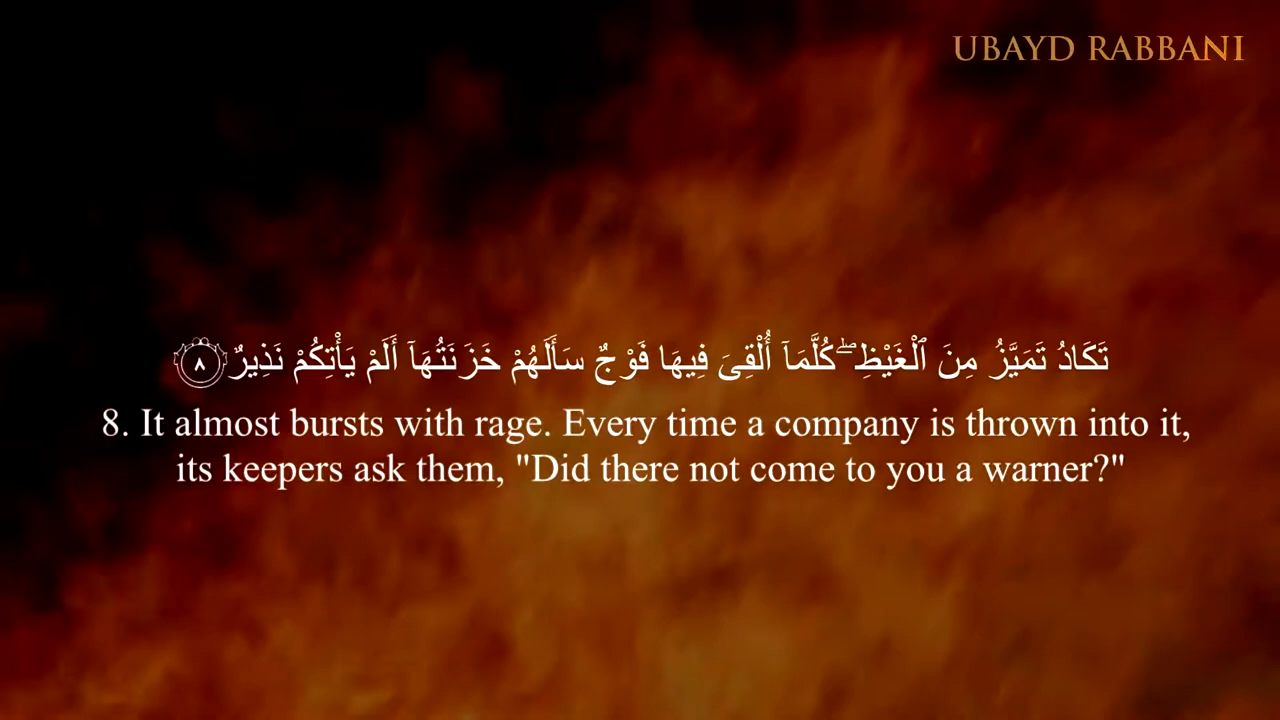 UBAYD RABBANI
تَكَادُ تَمَيَّزُ مِنَ ٱلْغَيْظِ ۖ كُلَّمَآ أُلْقِىَ فِيهَا فَوْجٌ سَأَلَهُمْ خَزَنَتُهَآ أَلَمْ يَأْتِكُمْ نَذِيرٌ ٨
8. It almost bursts with rage. Every time a company is thrown into it,
its keepers ask them, "Did there not come to you a warner?"